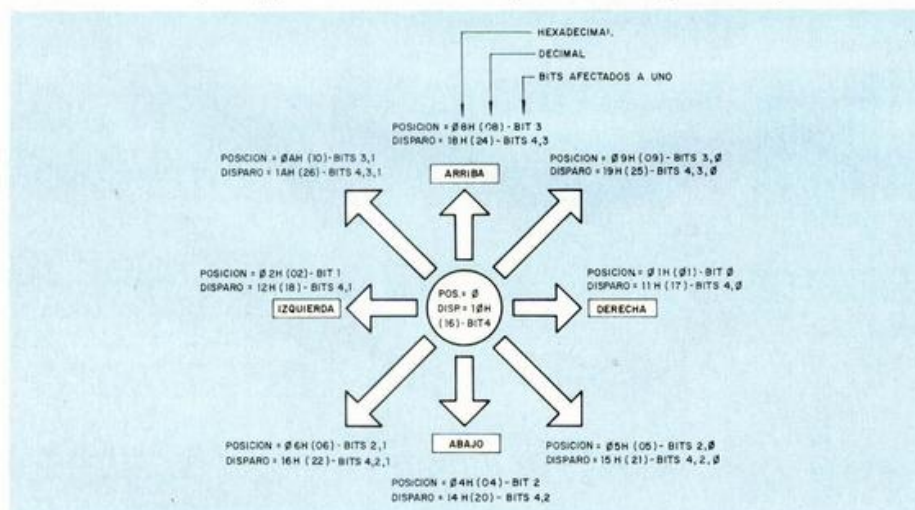 HEXADECIMAL
DECIMAL
BITS AFECTADOS A UNO
POSICION = Ø8H (08) - BIT 3
DISPARO = 18H (24) - BITS 4,3
POSICION = ØAH (10) - BITS 3,1
DISPARO = 1AH (26) - BITS 4,3,1
ARRIBA
POSICION = Ø9H (09) - BITS 3,Ø
DISPARO = 19H (25) - BITS 4,3,Ø
POSICION = Ø2H (02) - BIT 1
DISPARO = 12H (18) - BITS 4,1
IZQUIERDA
POS.= Ø
DISP = 1ØH
(16)-BIT4
POSICION = Ø1H (Ø1) - BIT Ø
DISPARO = 11H (17) - BITS 4,Ø
DERECHA
POSICION = Ø6H (06) - BITS 2,1
DISPARO = 16H (22) - BITS 4,2,1
ABAJO
POSICION = Ø5H (05) - BITS 2,Ø
DISPARO = 15H (21) - BITS 4,2,Ø
POSICION = Ø4H (04) - BIT 2
DISPARO = 14H (20) - BITS 4,2